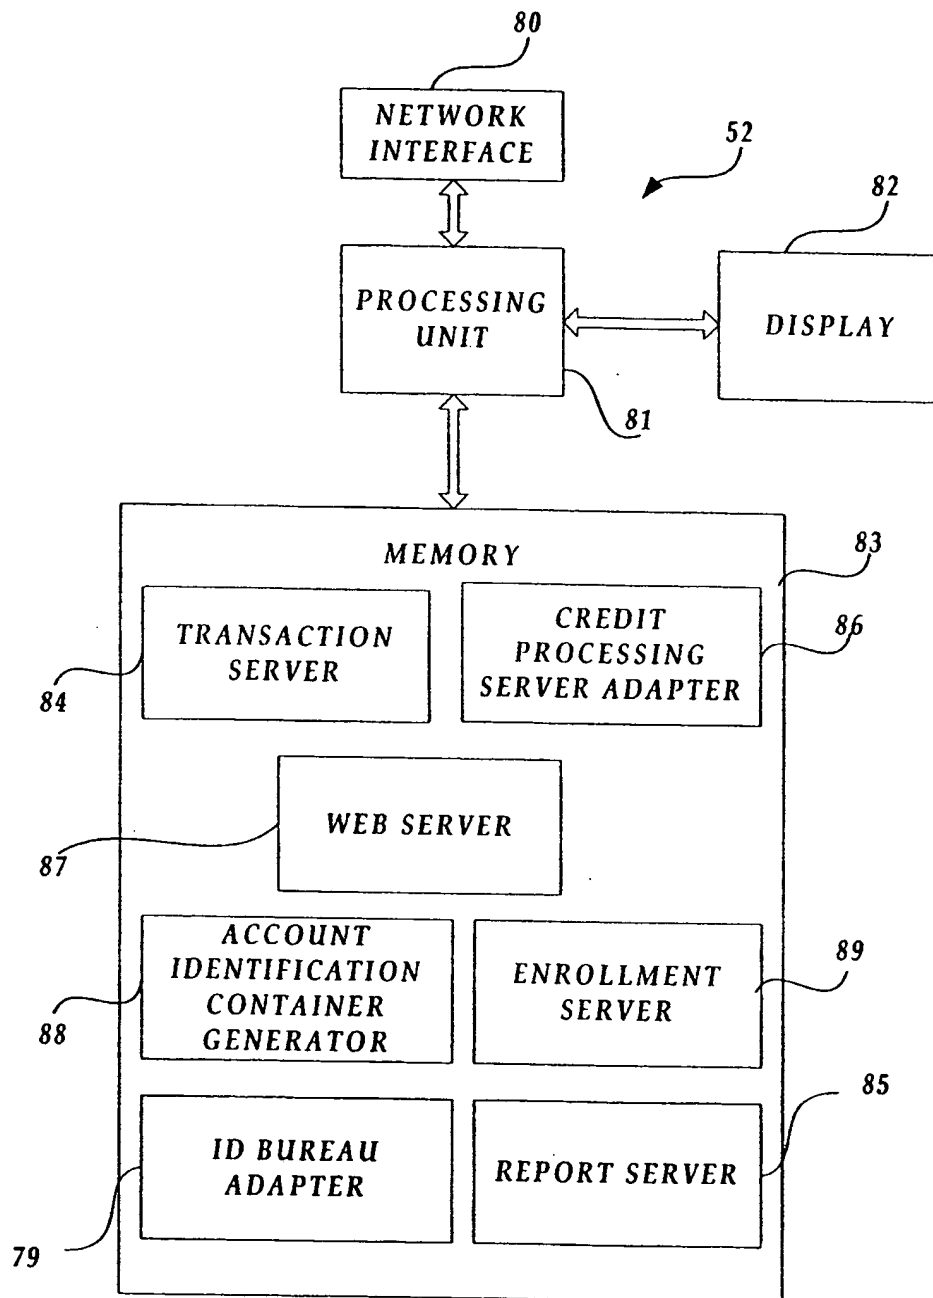 80
NETWORK
INTERFACE
52
82
PROCESSING
UNIT
DISPLAY
81
MEMORY
83
TRANSACTION
SERVER
84
CREDIT
PROCESSING
SERVER ADAPTER
86
WEB SERVER
87
ACCOUNT
IDENTIFICATION
CONTAINER
GENERATOR
88
ENROLLMENT
SERVER
89
ID BUREAU
ADAPTER
79
REPORT SERVER
85